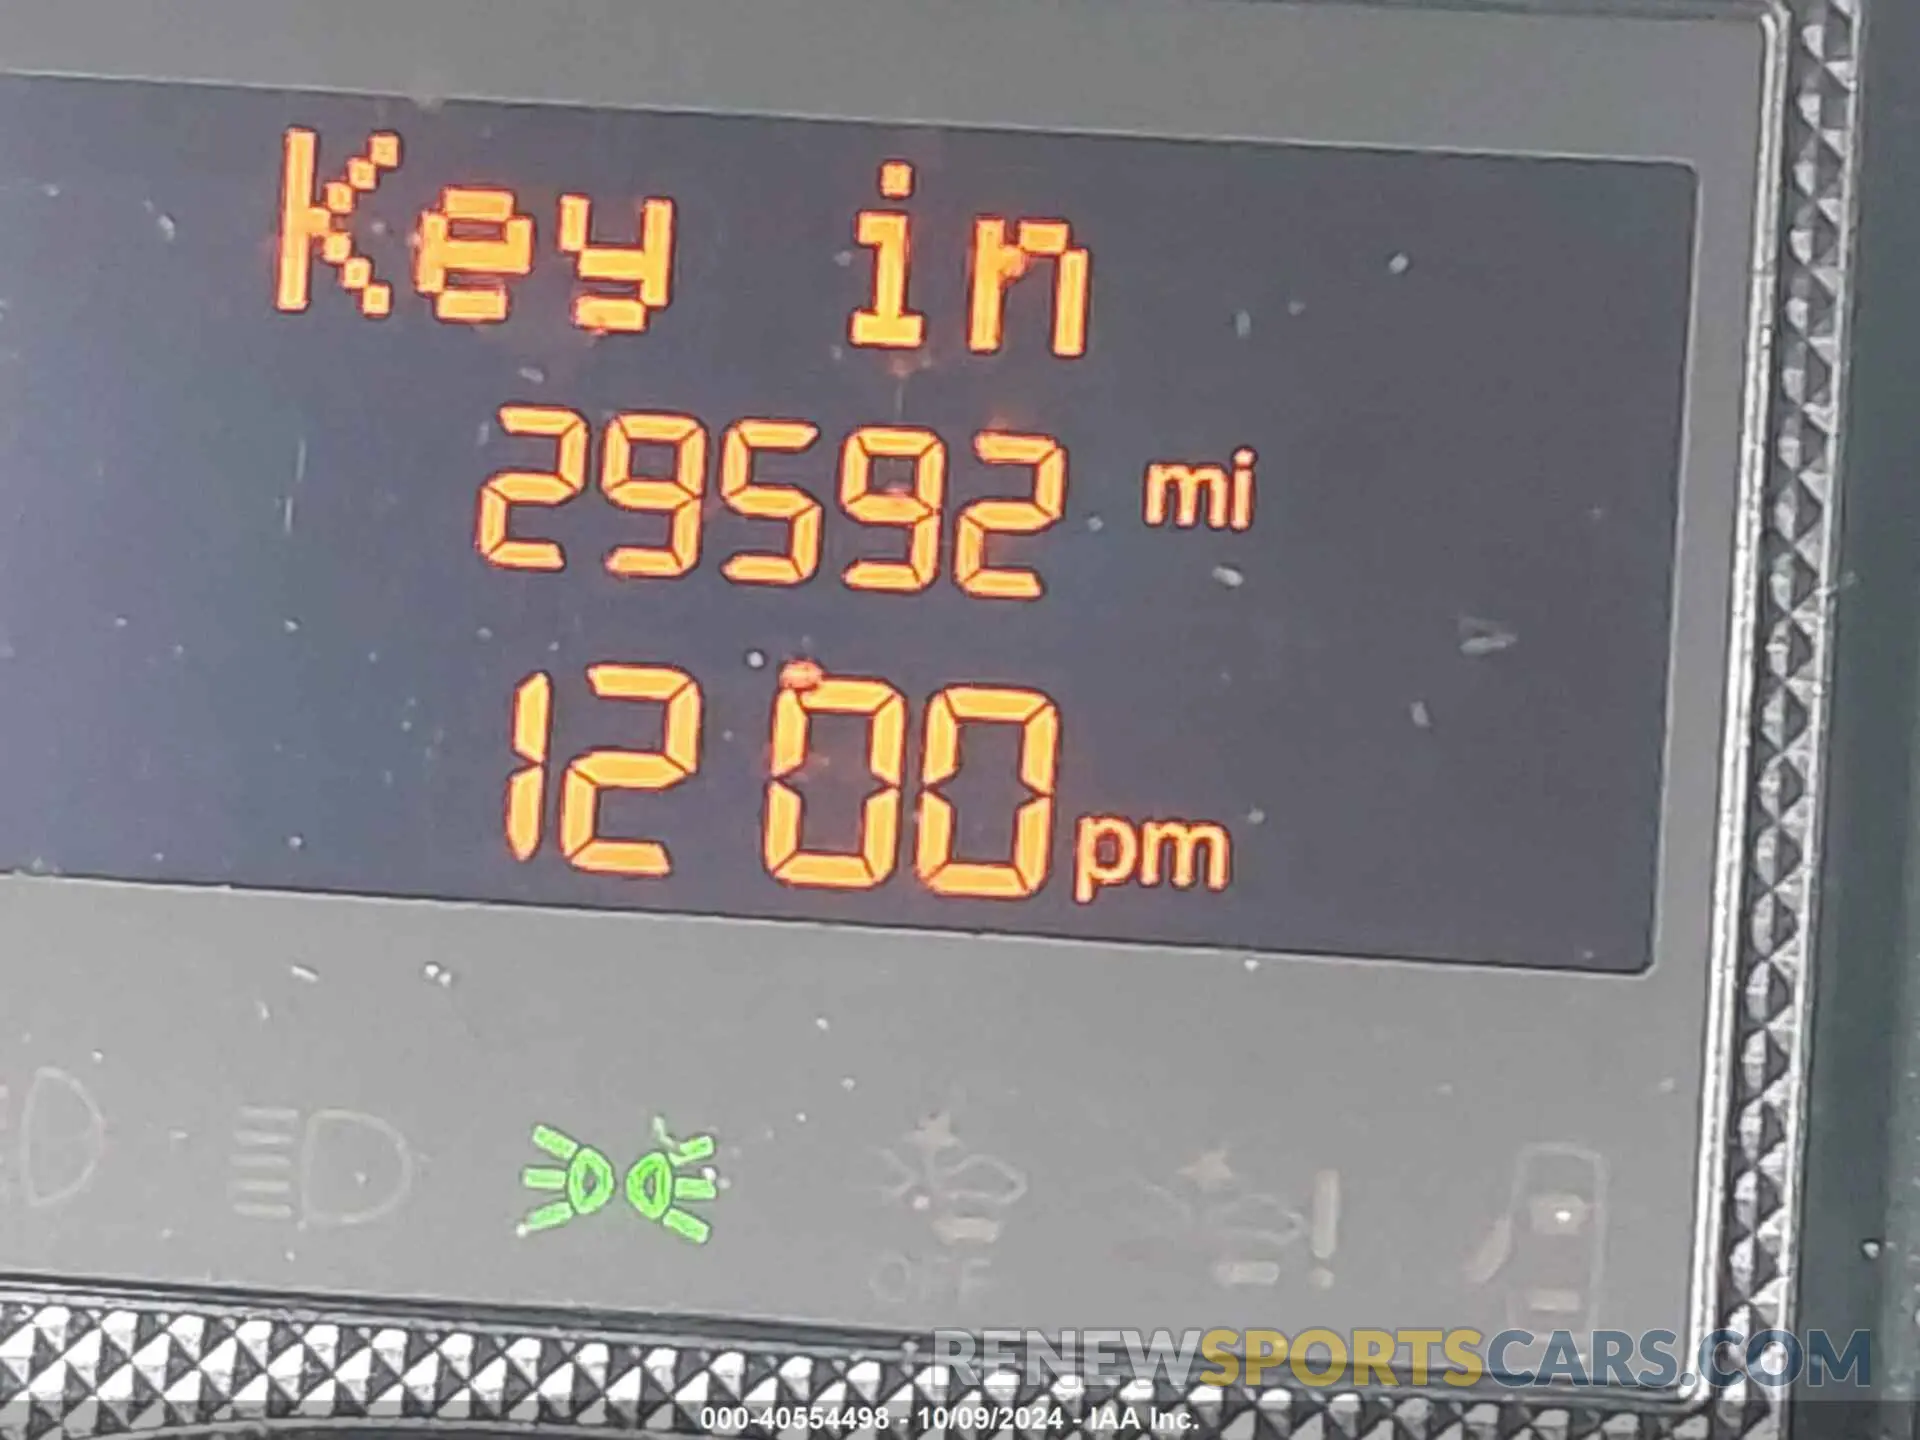 Key in
29592 mi
12:00 pm
OFF
RENEWSPORTSCARS.COM
000-40554498 - 10/09/2024 - IAA Inc.